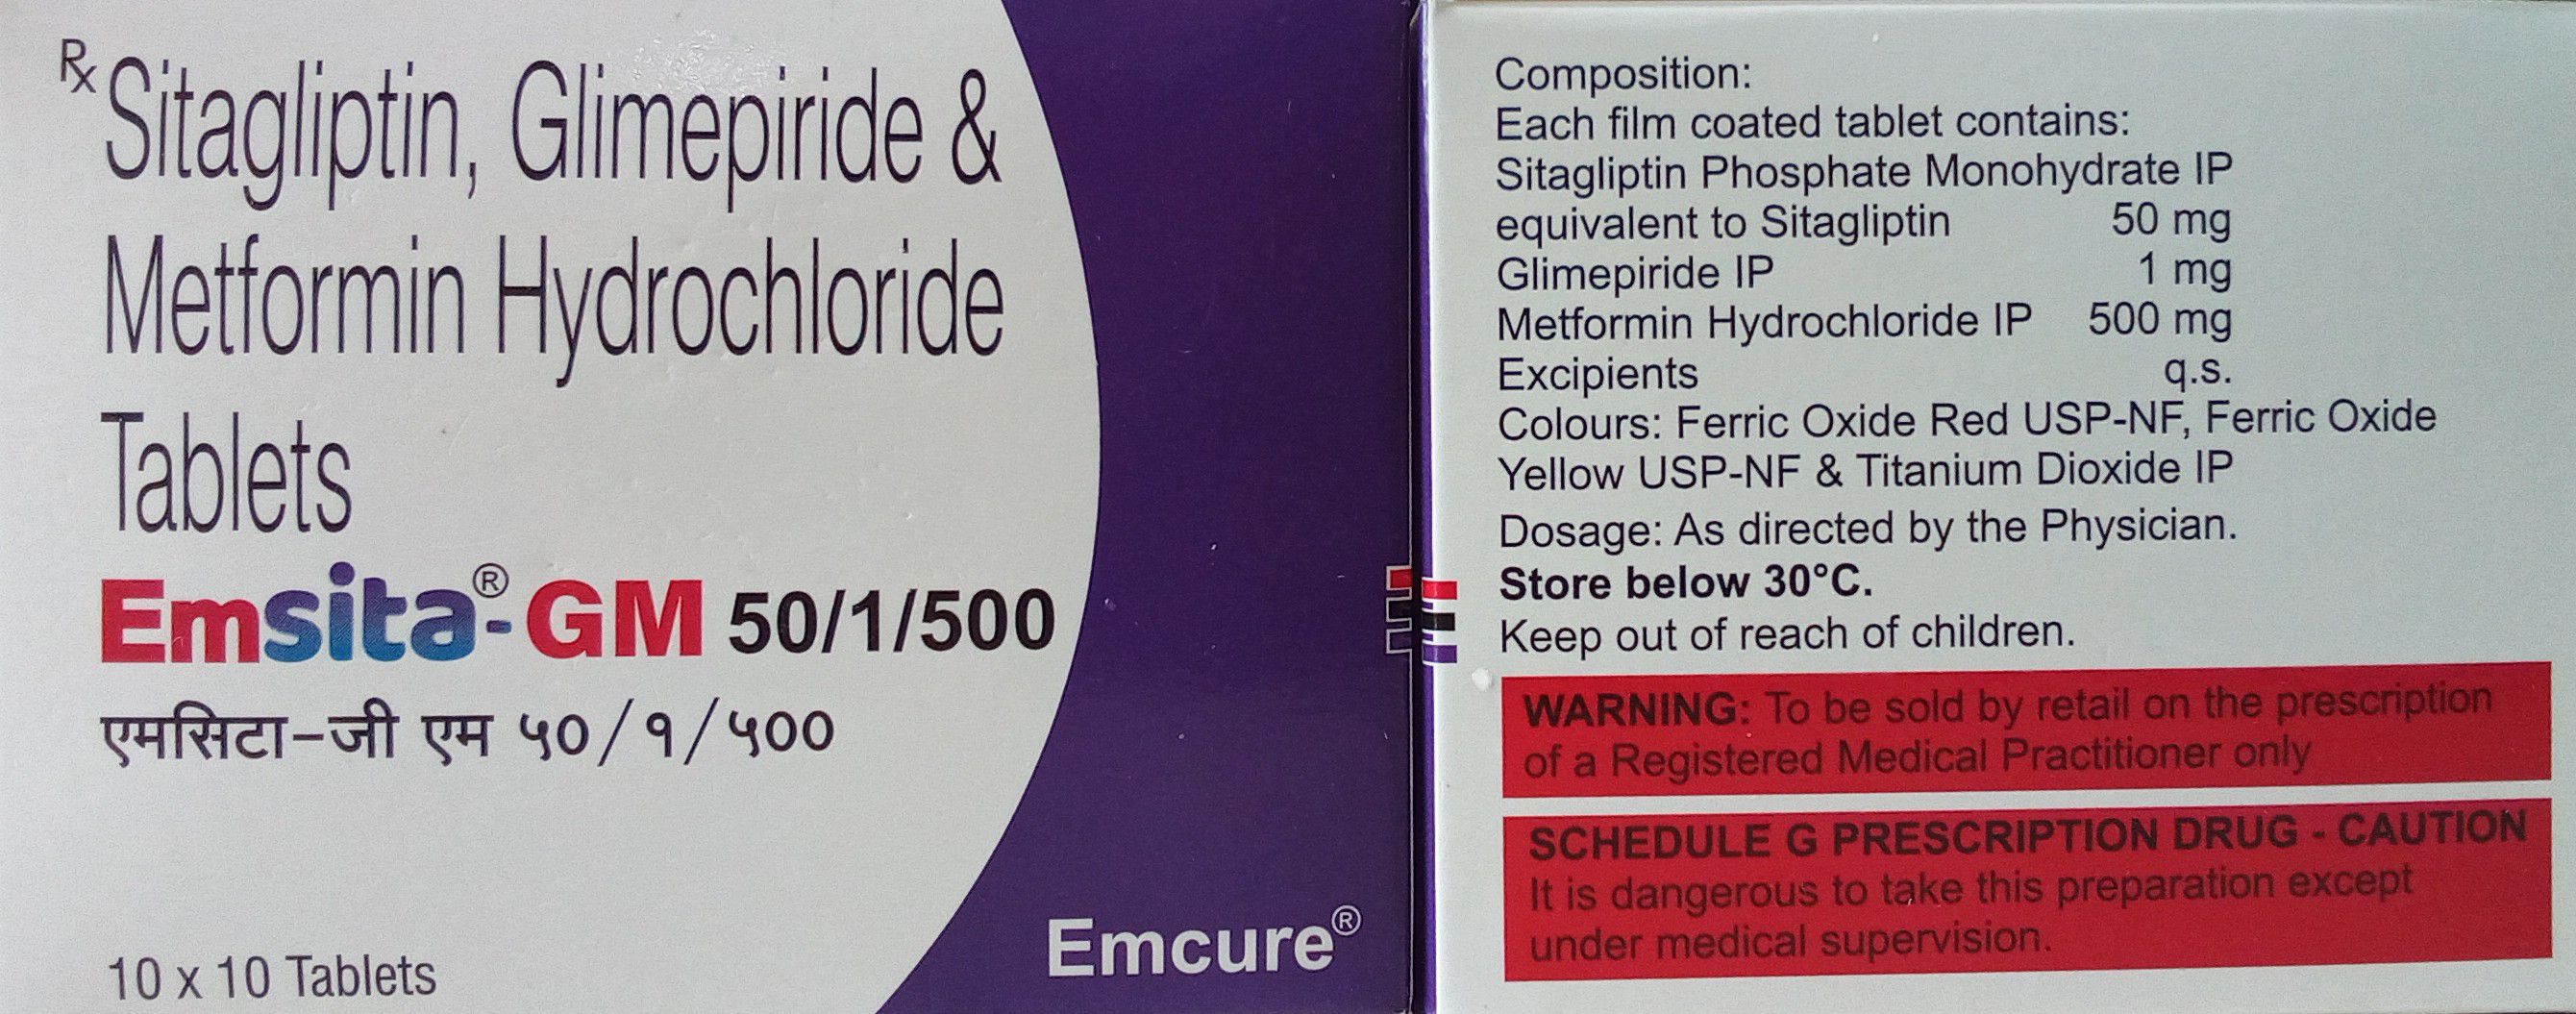 Rx Sitagliptin, Glimepiride &
Metformin Hydrochloride
Tablets
Emsita®-GM 50/1/500
एमसिटा-जी एम ५०/१/५००
10 x 10 Tablets
Emcure®
Composition:
Each film coated tablet contains:
Sitagliptin Phosphate Monohydrate IP
equivalent to Sitagliptin 50 mg
Glimepiride IP 1 mg
Metformin Hydrochloride IP 500 mg
Excipients q.s.
Colours: Ferric Oxide Red USP-NF, Ferric Oxide
Yellow USP-NF & Titanium Dioxide IP
Dosage: As directed by the Physician.
Store below 30°C.
Keep out of reach of children.
WARNING: To be sold by retail on the prescription
of a Registered Medical Practitioner only
SCHEDULE G PRESCRIPTION DRUG - CAUTION
It is dangerous to take this preparation except
under medical supervision.